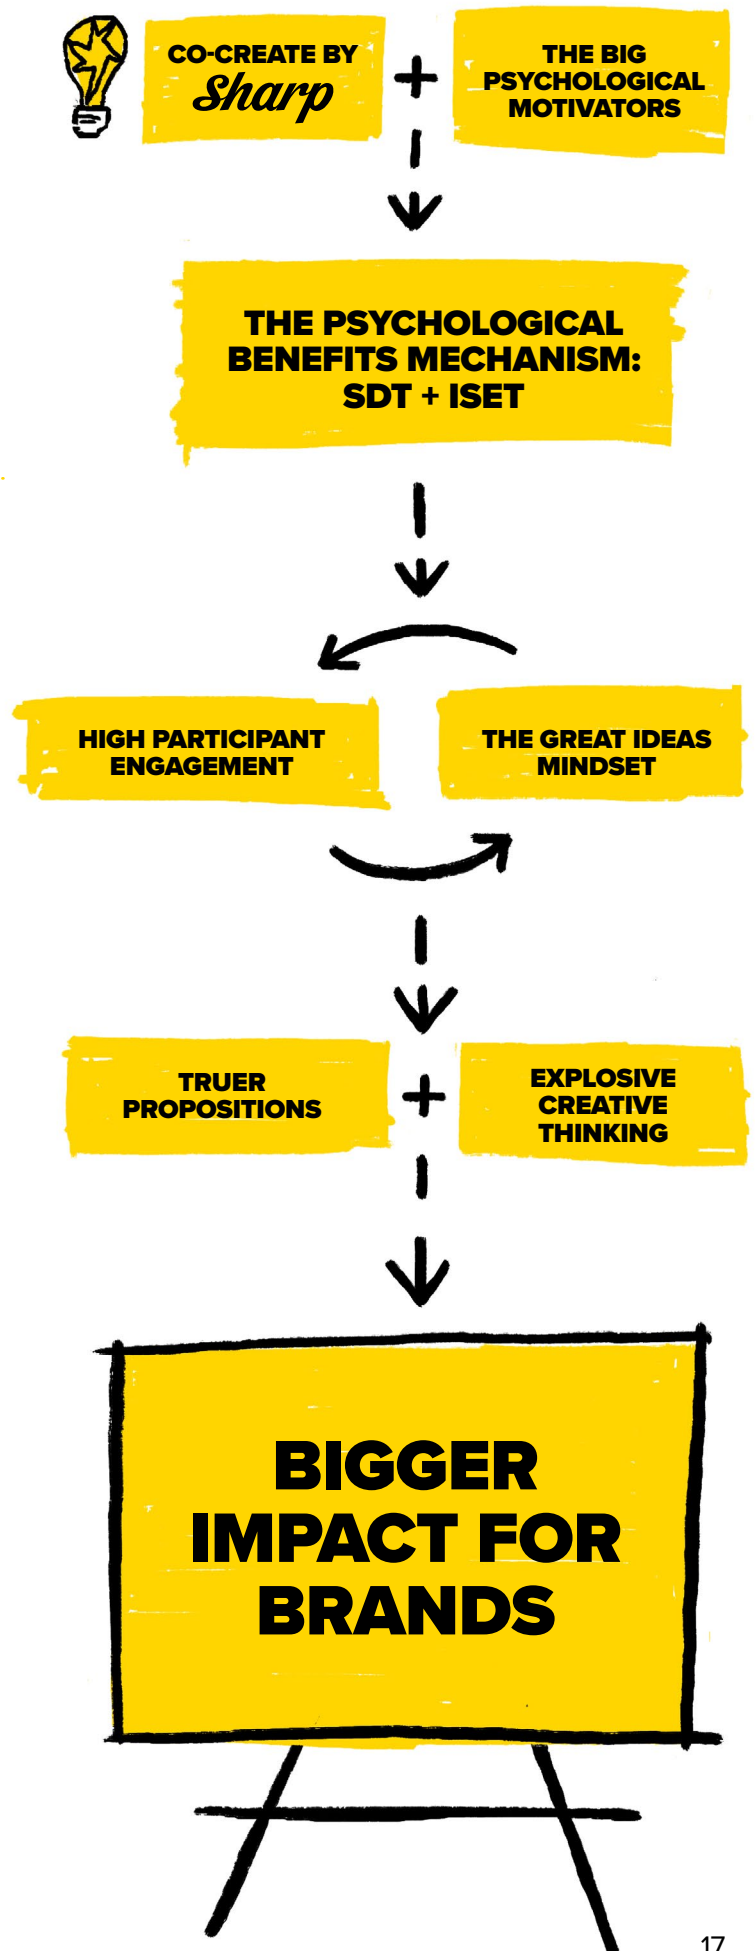 CO-CREATE BY
Sharp
+
THE BIG
PSYCHOLOGICAL
MOTIVATORS
THE PSYCHOLOGICAL
BENEFITS MECHANISM:
SDT + ISET
HIGH PARTICIPANT
ENGAGEMENT
THE GREAT IDEAS
MINDSET
TRUER
PROPOSITIONS
+
EXPLOSIVE
CREATIVE
THINKING
BIGGER
IMPACT FOR
BRANDS
17